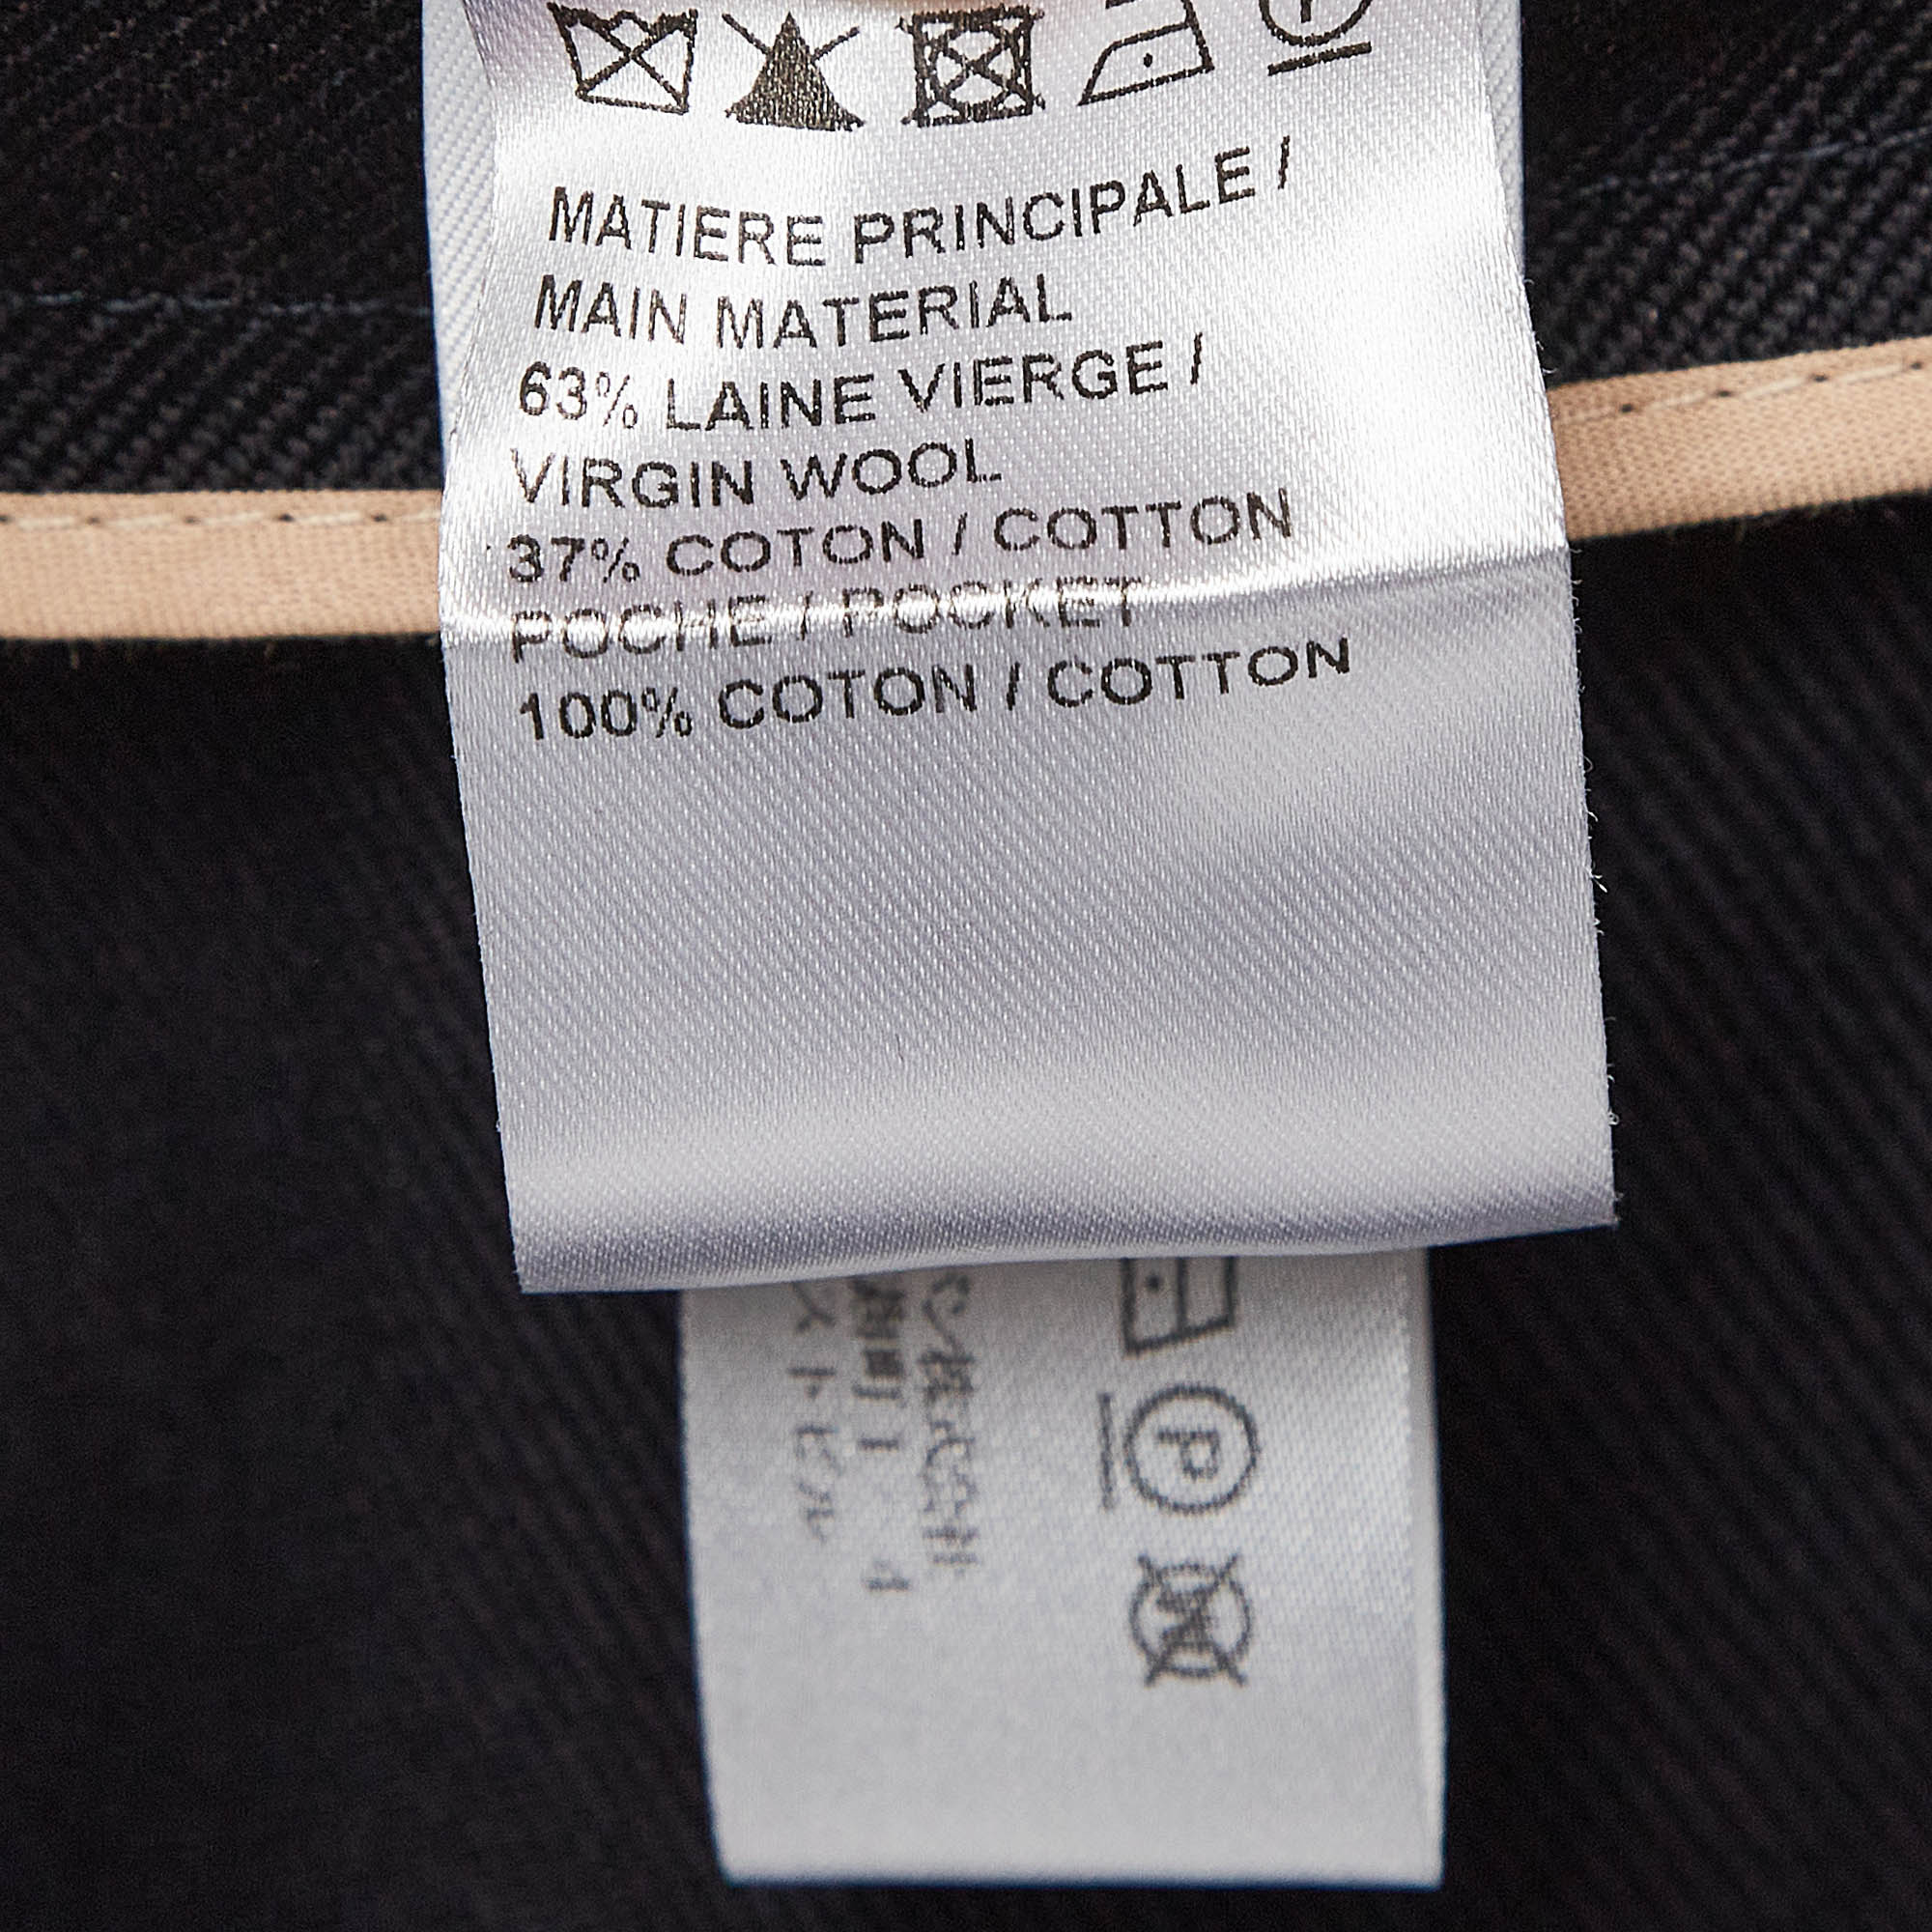 MATIERE PRINCIPALE /
MAIN MATERIAL
63% LAINE VIERGE /
VIRGIN WOOL
37% COTON / COTTON
POCHE / POCKET
100% COTON / COTTON
P